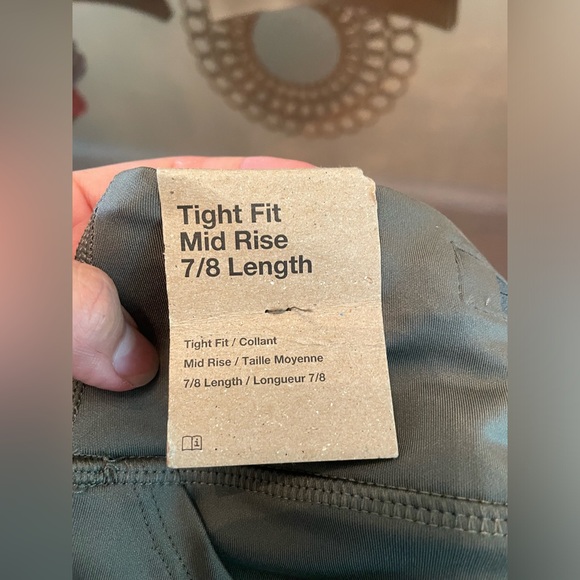 Tight Fit
Mid Rise
7/8 Length
Tight Fit / Collant
Mid Rise / Taille Moyenne
7/8 Length / Longueur 7/8